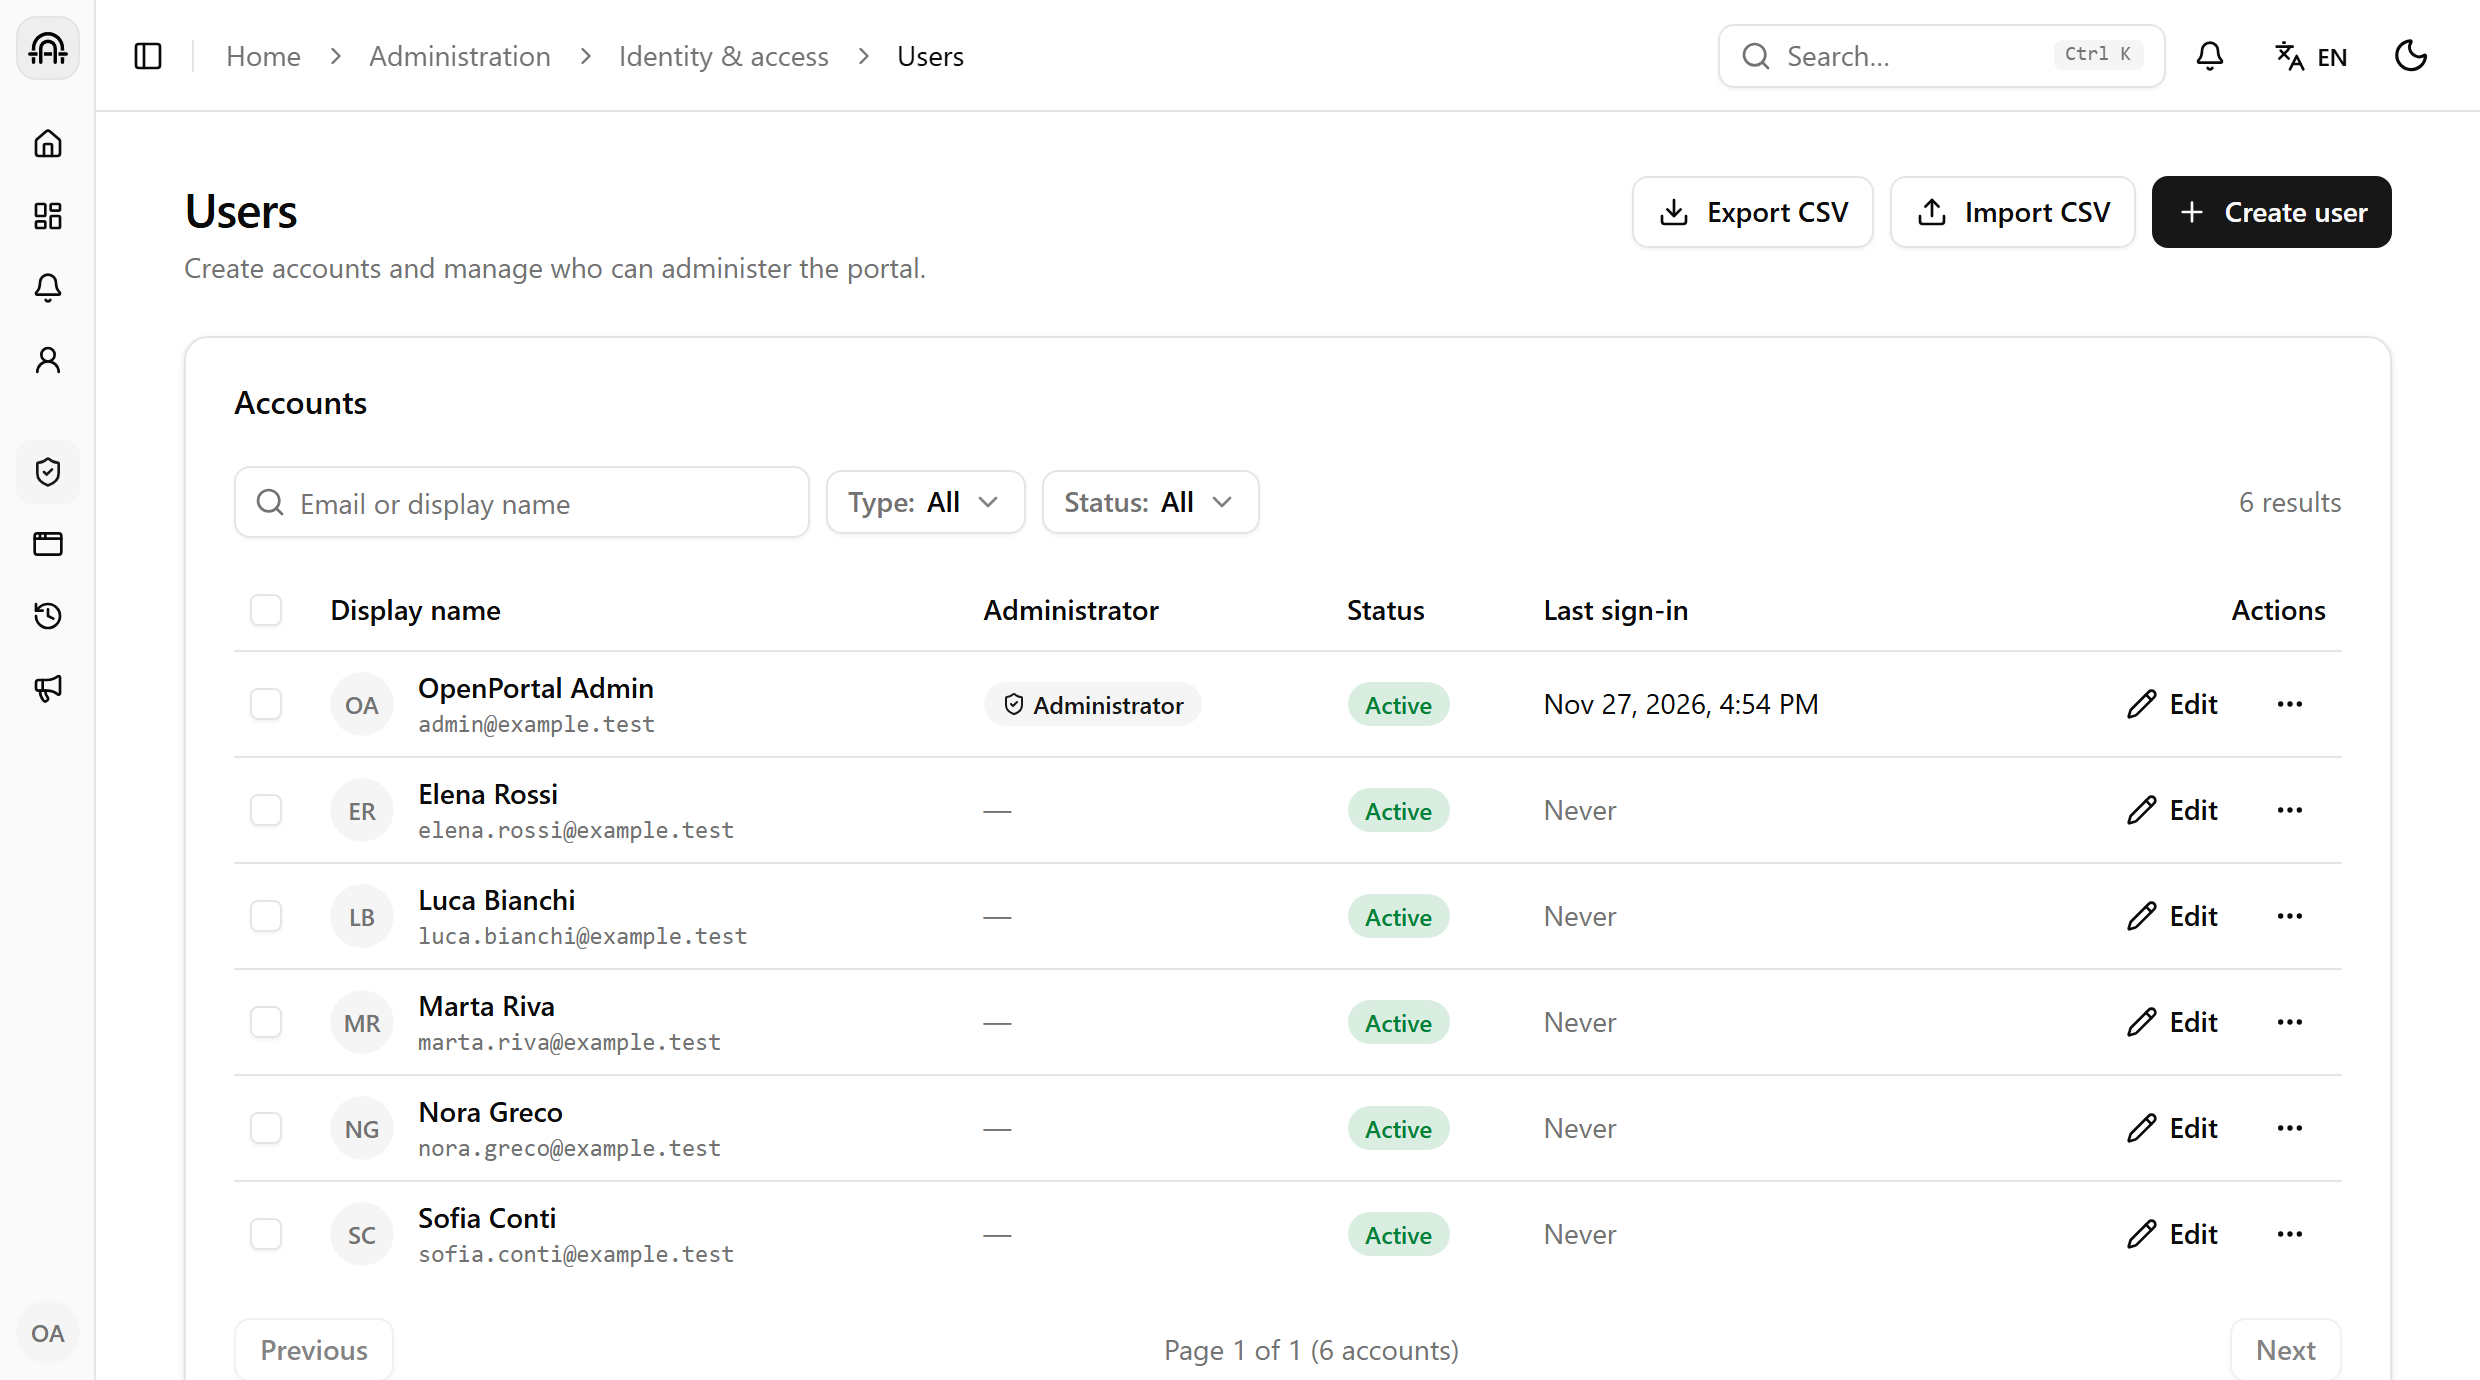 Home > Administration > Identity & access > Users
Search...
Ctrl K
EN
Users
Create accounts and manage who can administer the portal.
Export CSV
Import CSV
Create user
Accounts
Email or display name
Type: All
Status: All
6 results
Display name Administrator Status Last sign-in Actions
OA OpenPortal Admin
admin@example.test
Administrator Active Nov 27, 2026, 4:54 PM Edit
ER Elena Rossi
elena.rossi@example.test
— Active Never Edit
LB Luca Bianchi
luca.bianchi@example.test
— Active Never Edit
MR Marta Riva
marta.riva@example.test
— Active Never Edit
NG Nora Greco
nora.greco@example.test
— Active Never Edit
SC Sofia Conti
sofia.conti@example.test
— Active Never Edit
OA
Previous
Page 1 of 1 (6 accounts)
Next